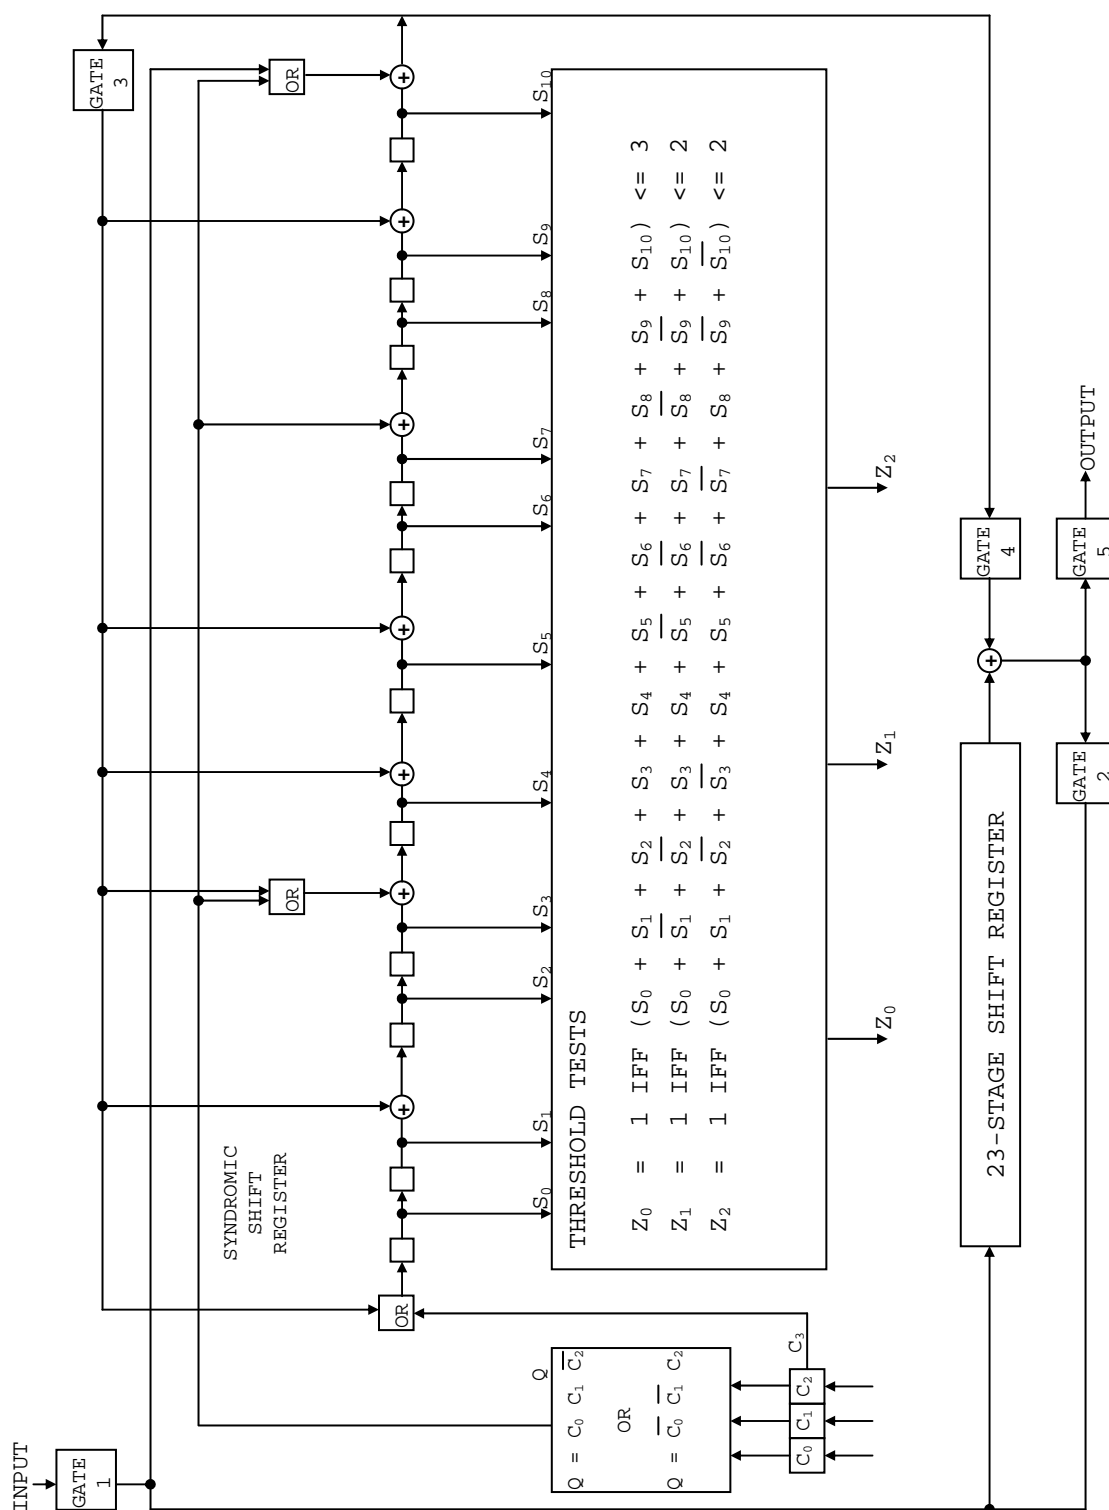 INPUT
GATE
1
GATE
3
SYNDROMIC
SHIFT
REGISTER
OR
OR
OR
Q
Q = C₀ C₁ C̅₂
OR
Q = C̅₀ C̅₁ C₂
C₀ C₁ C₂
C₃
S₀ S₁ S₂ S₃ S₄ S₅ S₆ S₇ S₈ S₉ S₁₀
THRESHOLD TESTS
Z₀ = 1 IFF (S₀ + S₁ + S₂ + S₃ + S₄ + S₅ + S₆ + S₇ + S₈ + S₉ + S₁₀) <= 3
Z₁ = 1 IFF (S₀ + S̅₁ + S̅₂ + S₃ + S₄ + S̅₅ + S̅₆ + S₇ + S̅₈ + S̅₉ + S₁₀) <= 2
Z₂ = 1 IFF (S₀ + S₁ + S̅₂ + S̅₃ + S₄ + S₅ + S̅₆ + S̅₇ + S₈ + S̅₉ + S̅₁₀) <= 2
Z₀ Z₁ Z₂
23-STAGE SHIFT REGISTER
GATE
4
GATE
2
GATE
5
OUTPUT